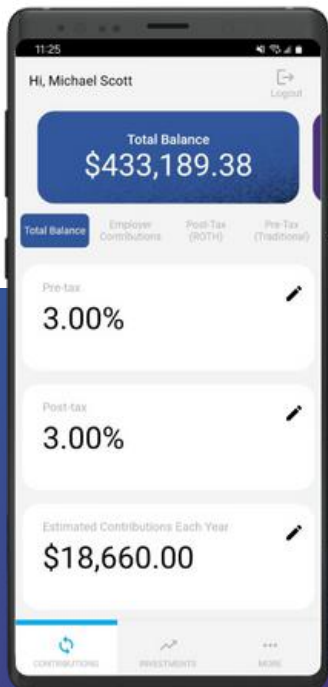 11:25
Hi, Michael Scott
Logout
Total Balance
$433,189.38
Total Balance
Employer
Contributions
Post-Tax
(ROTH)
Pre-Tax
(Traditional)
Pre-tax
3.00%
Post-tax
3.00%
Estimated Contributions Each Year
$18,660.00
CONTRIBUTIONS
INVESTMENTS
MORE